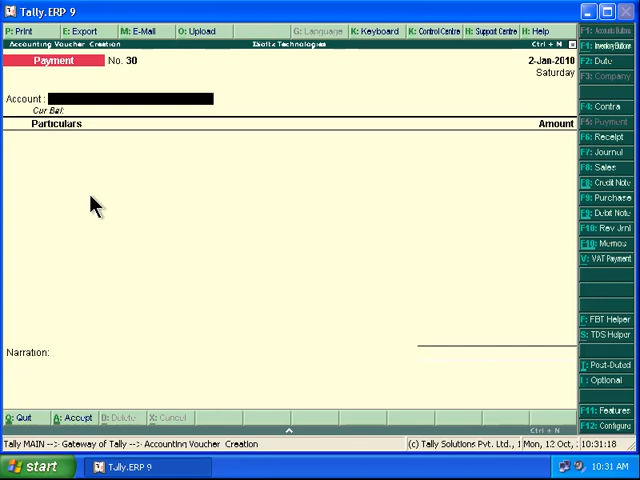 Tally.ERP 9
P: Print E: Export M: E-Mail O: Upload G: Language K: Keyboard K: Control Centre H: Support Centre H: Help F1: Accounts Buttons
Accounting Voucher Creation Technologies Ctrl + M F1: Inventory Buttons
Payment No. 30 2-Jan-2010 F2: Date
Saturday F3: Company
Account :
Cur Bal: F4: Contra
Particulars Amount F5: Payment
F6: Receipt
F7: Journal
F8: Sales
F8: Credit Note
F9: Purchase
F9: Debit Note
F10: Rev Jrnl
F10: Memos
V: VAT Payment
F: FBT Helper
S: TDS Helper
Narration:
T: Post-Dated
I: Optional
F11: Features
Q: Quit A: Accept D: Delete X: Cancel
F12: Configure
Ctrl + N
Tally MAIN --> Gateway of Tally --> Accounting Voucher Creation (c) Tally Solutions Pvt. Ltd., Mon, 12 Oct, 10:31:18
start Tally.ERP 9 10:31 AM